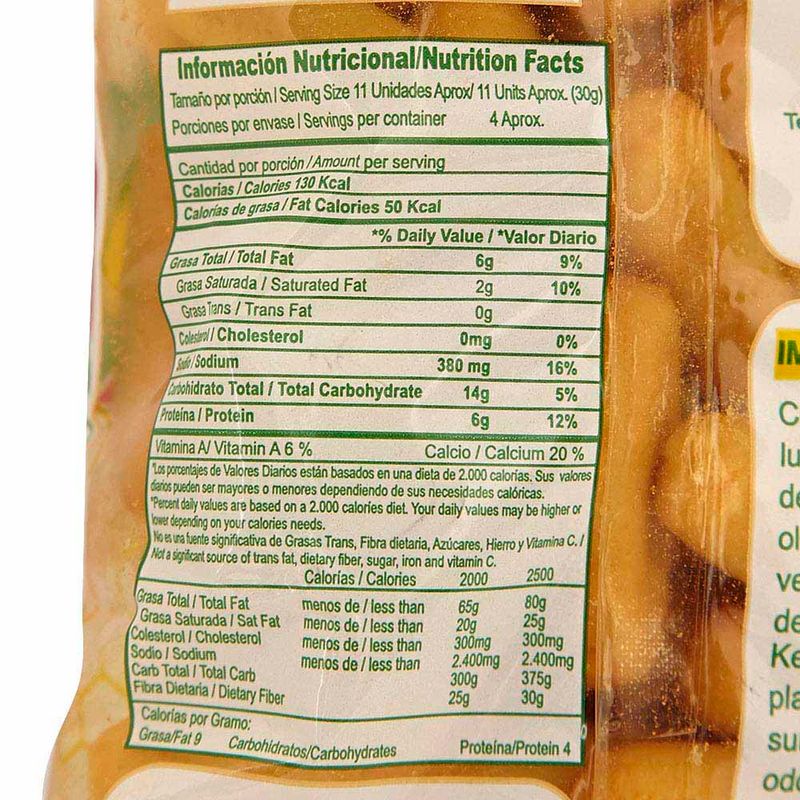 Información Nutricional/Nutrition Facts
Tamaño por porción / Serving Size 11 Unidades Aprox/ 11 Units Aprox. (30g)
Porciones por envase / Servings per container 4 Aprox.
Cantidad por porción / Amount per serving
Calorías / Calories 130 Kcal
Calorías de grasa / Fat Calories 50 Kcal
*% Daily Value / *Valor Diario
Grasa Total / Total Fat 6g 9%
Grasa Saturada / Saturated Fat 2g 10%
Grasa Trans / Trans Fat 0g
Colesterol / Cholesterol 0mg 0%
Sodio / Sodium 380 mg 16%
Carbohidrato Total / Total Carbohydrate 14g 5%
Proteína / Protein 6g 12%
Vitamina A/ Vitamin A 6 % Calcio / Calcium 20 %
*Los porcentajes de Valores Diarios están basados en una dieta de 2.000 calorías. Sus valores
diarios pueden ser mayores o menores dependiendo de sus necesidades calóricas.
*Percent daily values are based on a 2.000 calories diet. Your daily values may be higher or
lower depending on your calories needs.
No es una fuente significativa de Grasas Trans, Fibra dietaria, Azúcares, Hierro y Vitamina C. /
Not a significant source of trans fat, dietary fiber, sugar, iron and vitamin C.
Calorías / Calories 2000 2500
Grasa Total / Total Fat menos de / less than 65g 80g
Grasa Saturada / Sat Fat menos de / less than 20g 25g
Colesterol / Cholesterol menos de / less than 300mg 300mg
Sodio / Sodium menos de / less than 2.400mg 2.400mg
Carb Total / Total Carb 300g 375g
Fibra Dietaria / Dietary Fiber 25g 30g
Calorías por Gramo:
Grasa/Fat 9 Carbohidratos/Carbohydrates Proteína/Protein 4
Te
IM
C
lu
de
ol
ve
de
Ke
pla
su
odo